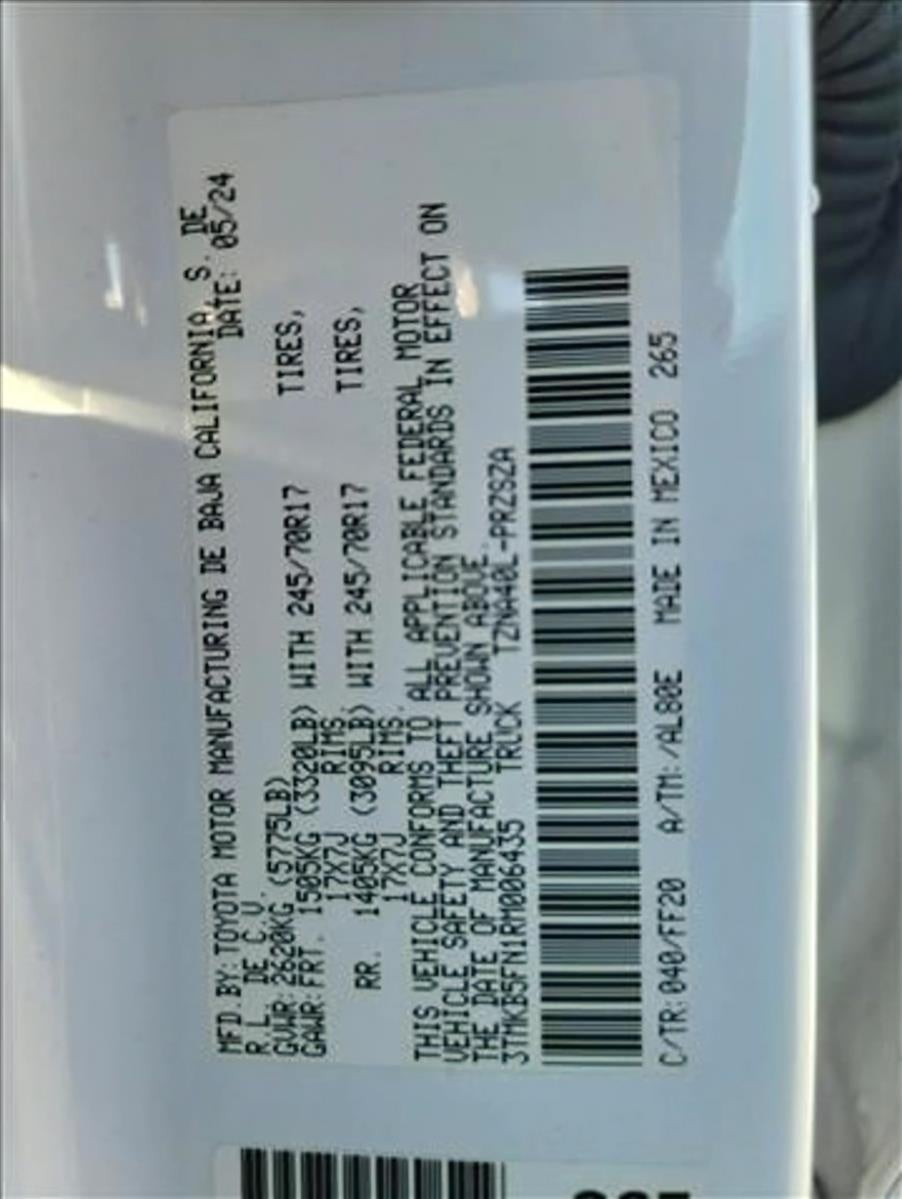 MFD.BY:TOYOTA MOTOR MANUFACTURING DE BAJA CALIFORNIA, S. DE
R.L. DE C.V. DATE: 05/24
GVWR:2620KG (5775LB)
GAWR:FRT. 1505KG (3320LB) WITH 245/70R17 TIRES,
17X7J RIMS.
RR. 1405KG (3095LB) WITH 245/70R17 TIRES,
17X7J RIMS.
THIS VEHICLE CONFORMS TO ALL APPLICABLE FEDERAL MOTOR
VEHICLE SAFETY AND THEFT PREVENTION STANDARDS IN EFFECT ON
THE DATE OF MANUFACTURE SHOWN ABOVE.
3TMKB5FN1RM006435 TRUCK TZNA40L-PRZSZA
C/TR:040/FF20 A/TM:/AL80E MADE IN MEXICO 265